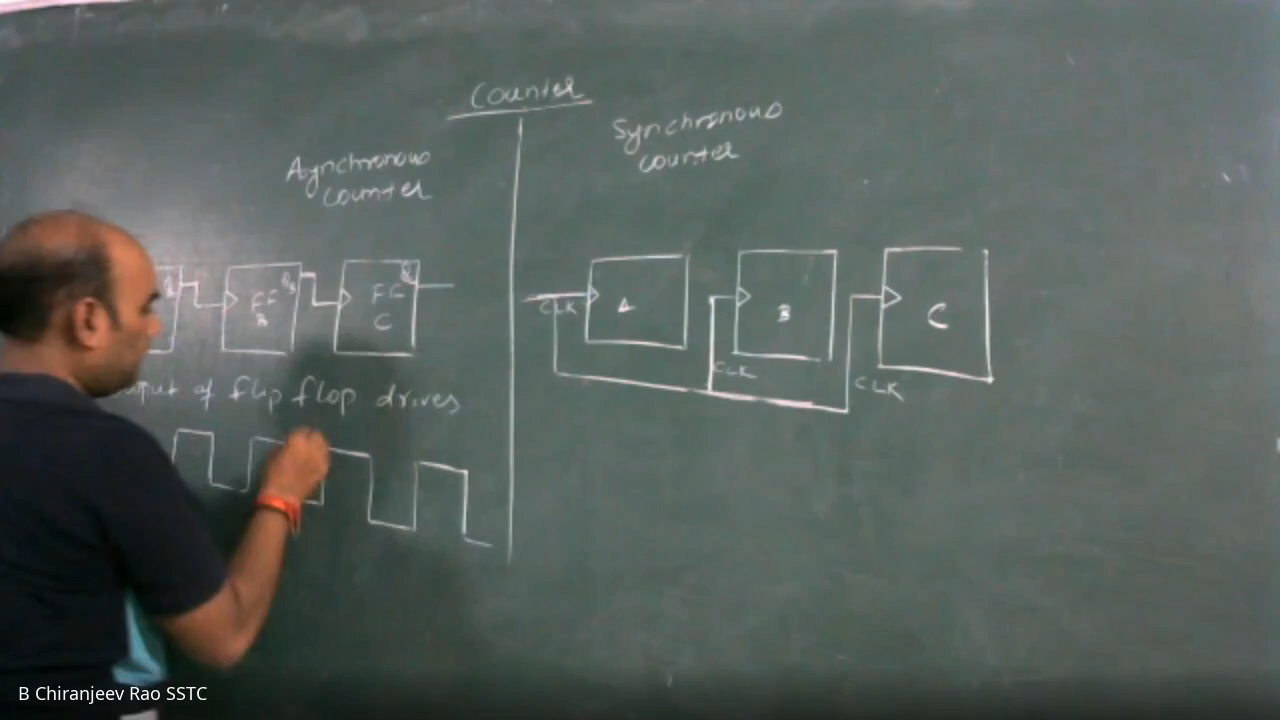 Counter
Asynchronous
counter
Synchronous
counter
FF
B
FF
C
output of flip flop drives
CLK
A
B
C
CLK
CLK
B Chiranjeev Rao SSTC